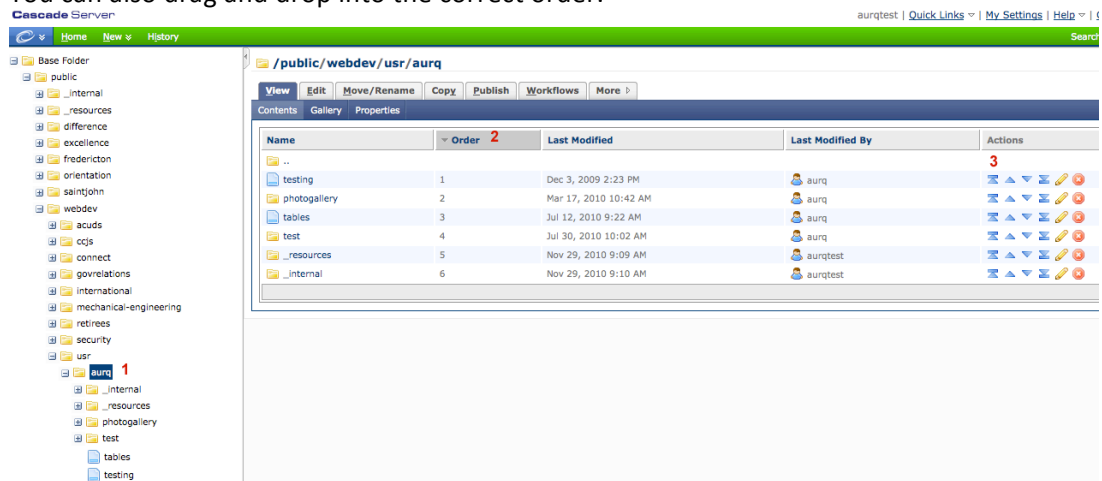 You can also drag and drop into the correct order.
Cascade Server
aurqtest | Quick Links | My Settings | Help |
Home New History
Search
Base Folder
public
_internal
_resources
difference
excellence
fredericton
orientation
saintjohn
webdev
acuds
ccjs
connect
govrelations
international
mechanical-engineering
retirees
security
usr
aurq 1
_internal
_resources
photogallery
test
tables
testing
/public/webdev/usr/aurq
View Edit Move/Rename Copy Publish Workflows More
Contents Gallery Properties
Name Order 2 Last Modified Last Modified By Actions
.. 3
testing 1 Dec 3, 2009 2:23 PM aurq
photogallery 2 Mar 17, 2010 10:42 AM aurq
tables 3 Jul 12, 2010 9:22 AM aurq
test 4 Jul 30, 2010 10:02 AM aurq
_resources 5 Nov 29, 2010 9:09 AM aurqtest
_internal 6 Nov 29, 2010 9:10 AM aurqtest